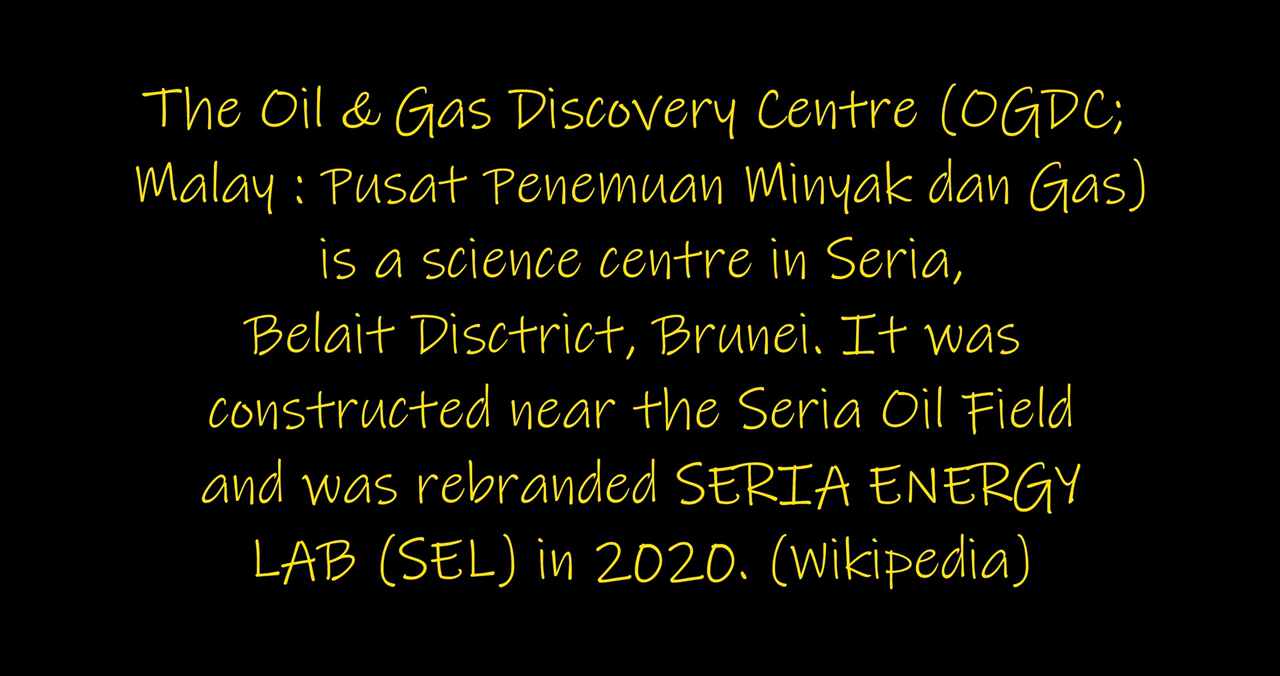 The Oil & Gas Discovery Centre (OGDC;
Malay : Pusat Penemuan Minyak dan Gas)
is a science centre in Seria,
Belait Disctrict, Brunei. It was
constructed near the Seria Oil Field
and was rebranded SERIA ENERGY
LAB (SEL) in 2020. (Wikipedia)